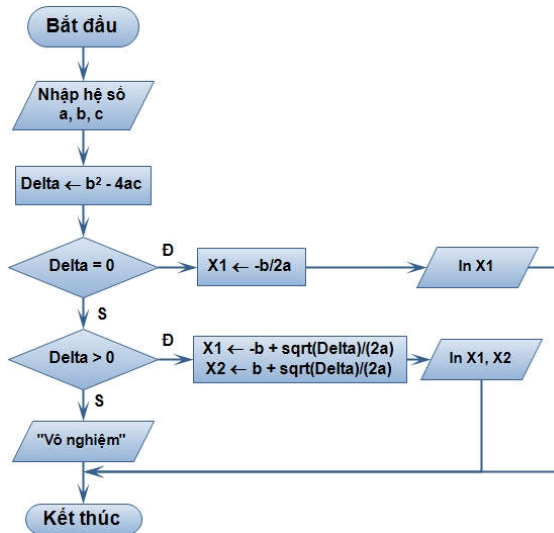 Bắt đầu
Nhập hệ số
a, b, c
Delta ← b² - 4ac
Delta = 0
Đ
X1 ← -b/2a
In X1
S
Delta > 0
Đ
X1 ← -b + sqrt(Delta)/(2a)
X2 ← b + sqrt(Delta)/(2a)
In X1, X2
S
"Vô nghiệm"
Kết thúc